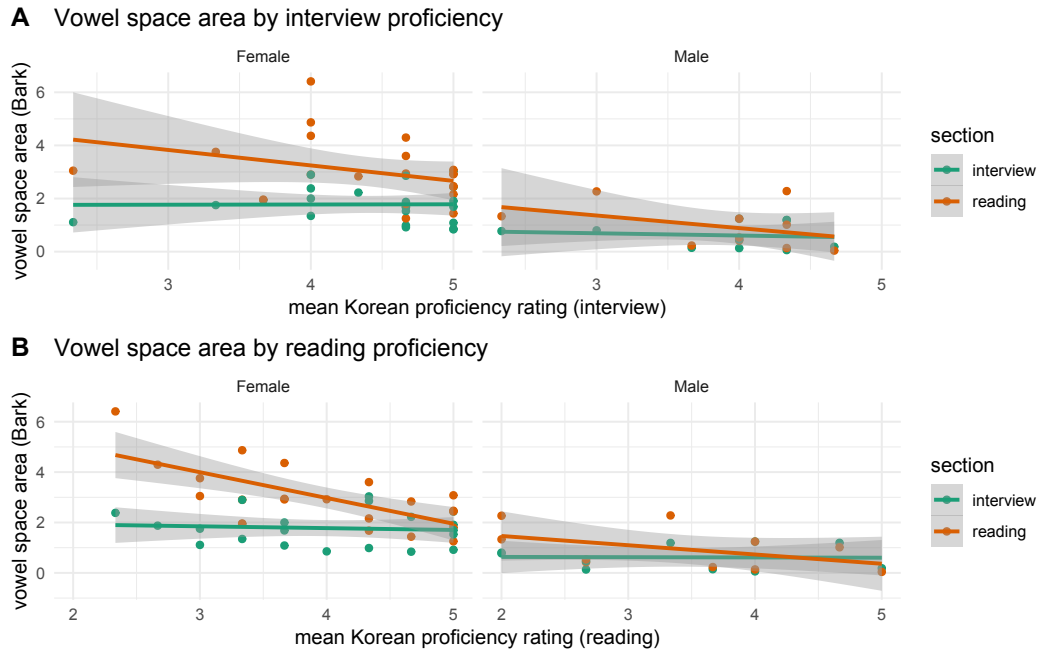 A Vowel space area by interview proficiency
Female Male
vowel space area (Bark)
6
4
2
0
3 4 5 3 4 5
mean Korean proficiency rating (interview)
section
interview
reading
B Vowel space area by reading proficiency
Female Male
vowel space area (Bark)
6
4
2
0
2 3 4 5 2 3 4 5
mean Korean proficiency rating (reading)
section
interview
reading